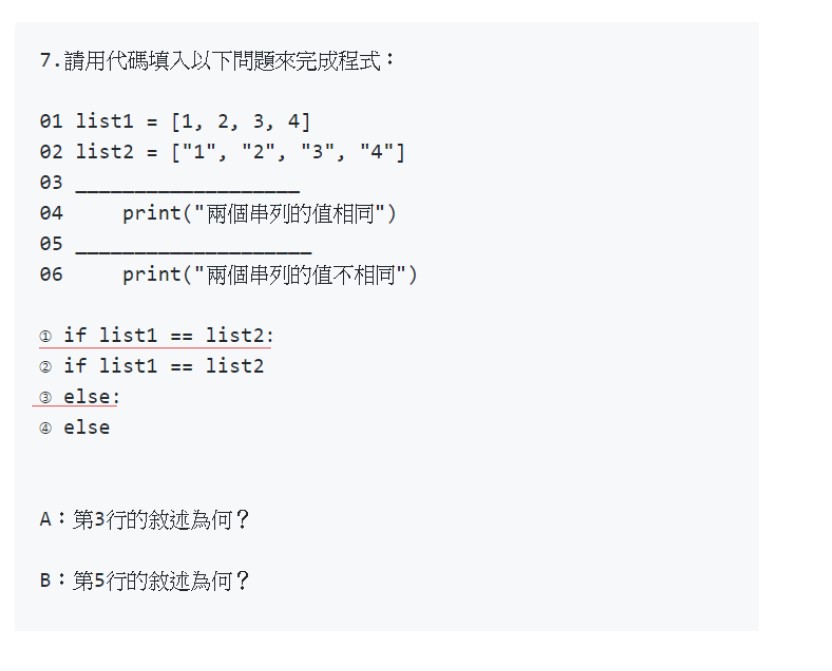 7.請用代碼填入以下問題來完成程式：
01 list1 = [1, 2, 3, 4]
02 list2 = ["1", "2", "3", "4"]
03 ___________________
04     print("兩個串列的值相同")
05 ____________________
06     print("兩個串列的值不相同")
① if list1 == list2:
② if list1 == list2
③ else:
④ else
A：第3行的敘述為何？
B：第5行的敘述為何？